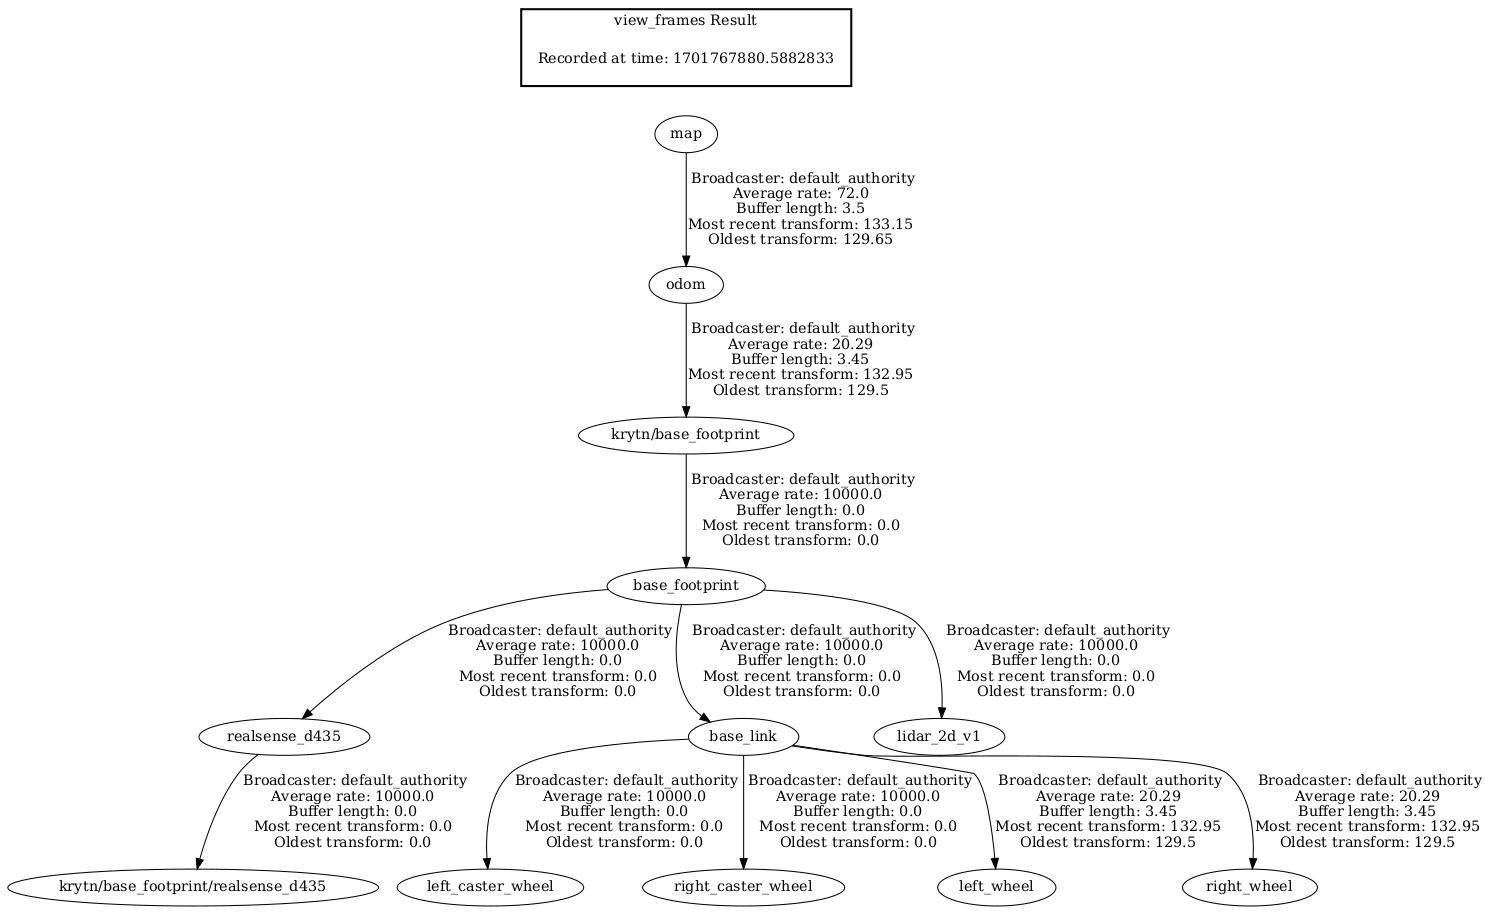 view_frames Result
Recorded at time: 1701767880.5882833
map
Broadcaster: default_authority
Average rate: 72.0
Buffer length: 3.5
Most recent transform: 133.15
Oldest transform: 129.65
odom
Broadcaster: default_authority
Average rate: 20.29
Buffer length: 3.45
Most recent transform: 132.95
Oldest transform: 129.5
krytn/base_footprint
Broadcaster: default_authority
Average rate: 10000.0
Buffer length: 0.0
Most recent transform: 0.0
Oldest transform: 0.0
base_footprint
Broadcaster: default_authority
Average rate: 10000.0
Buffer length: 0.0
Most recent transform: 0.0
Oldest transform: 0.0
Broadcaster: default_authority
Average rate: 10000.0
Buffer length: 0.0
Most recent transform: 0.0
Oldest transform: 0.0
Broadcaster: default_authority
Average rate: 10000.0
Buffer length: 0.0
Most recent transform: 0.0
Oldest transform: 0.0
realsense_d435
base_link
lidar_2d_v1
Broadcaster: default_authority
Average rate: 10000.0
Buffer length: 0.0
Most recent transform: 0.0
Oldest transform: 0.0
Broadcaster: default_authority
Average rate: 10000.0
Buffer length: 0.0
Most recent transform: 0.0
Oldest transform: 0.0
Broadcaster: default_authority
Average rate: 10000.0
Buffer length: 0.0
Most recent transform: 0.0
Oldest transform: 0.0
Broadcaster: default_authority
Average rate: 20.29
Buffer length: 3.45
Most recent transform: 132.95
Oldest transform: 129.5
Broadcaster: default_authority
Average rate: 20.29
Buffer length: 3.45
Most recent transform: 132.95
Oldest transform: 129.5
krytn/base_footprint/realsense_d435
left_caster_wheel
right_caster_wheel
left_wheel
right_wheel